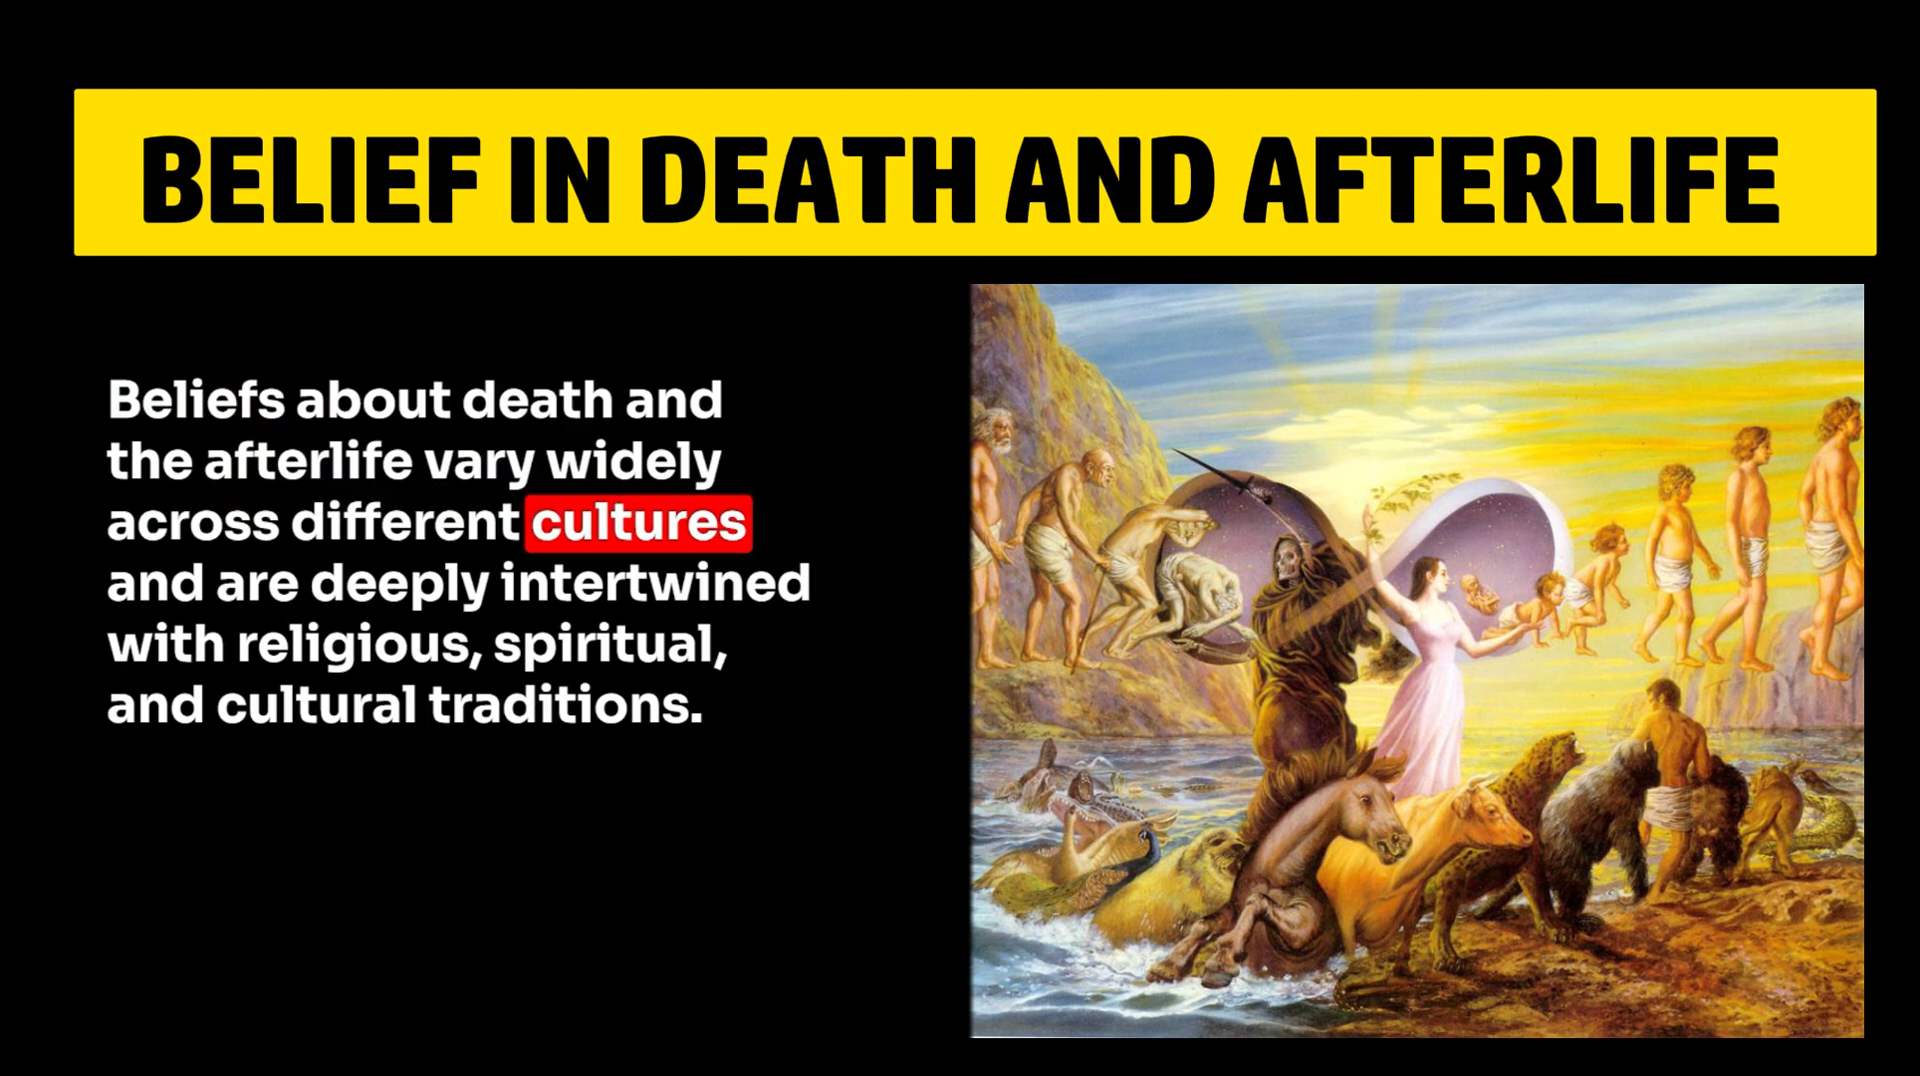 BELIEF IN DEATH AND AFTERLIFE
Beliefs about death and
the afterlife vary widely
across different cultures
and are deeply intertwined
with religious, spiritual,
and cultural traditions.